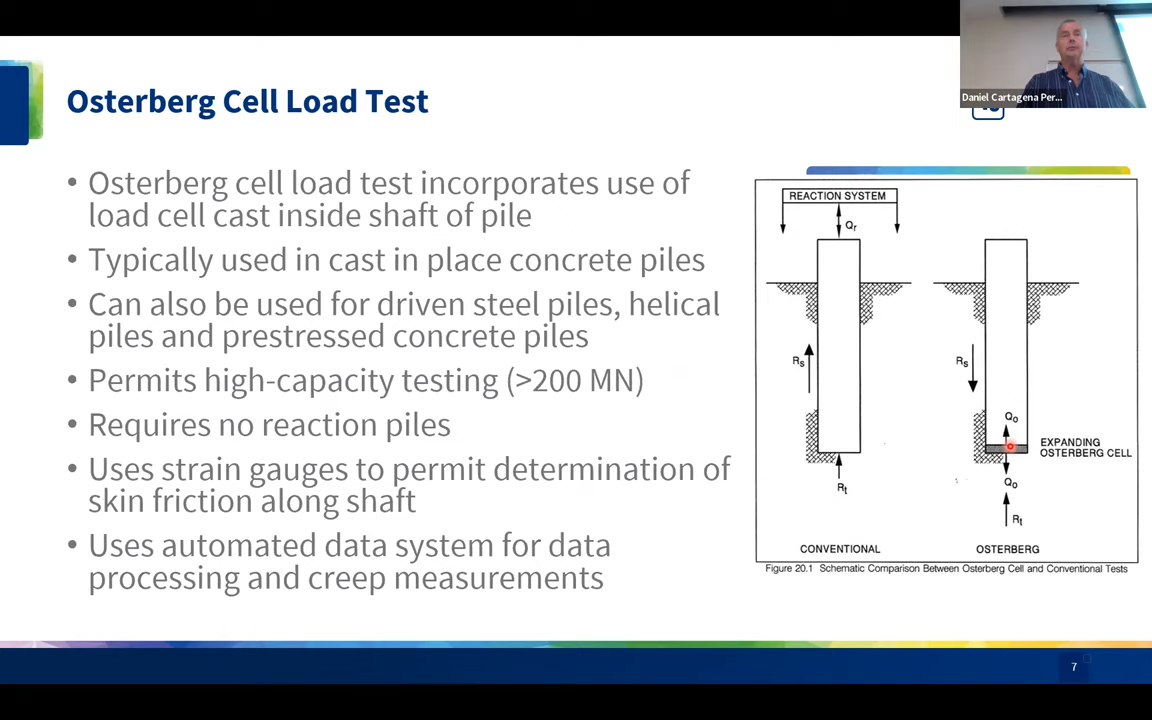 Osterberg Cell Load Test
Daniel Cartagena Per...
• Osterberg cell load test incorporates use of
load cell cast inside shaft of pile
• Typically used in cast in place concrete piles
• Can also be used for driven steel piles, helical
piles and prestressed concrete piles
• Permits high-capacity testing (>200 MN)
• Requires no reaction piles
• Uses strain gauges to permit determination of
skin friction along shaft
• Uses automated data system for data
processing and creep measurements
REACTION SYSTEM
Qr
Rs
Rt
CONVENTIONAL
Rs
Qo
EXPANDING
OSTERBERG CELL
Qo
Rt
OSTERBERG
Figure 20.1 Schematic Comparison Between Osterberg Cell and Conventional Tests
7